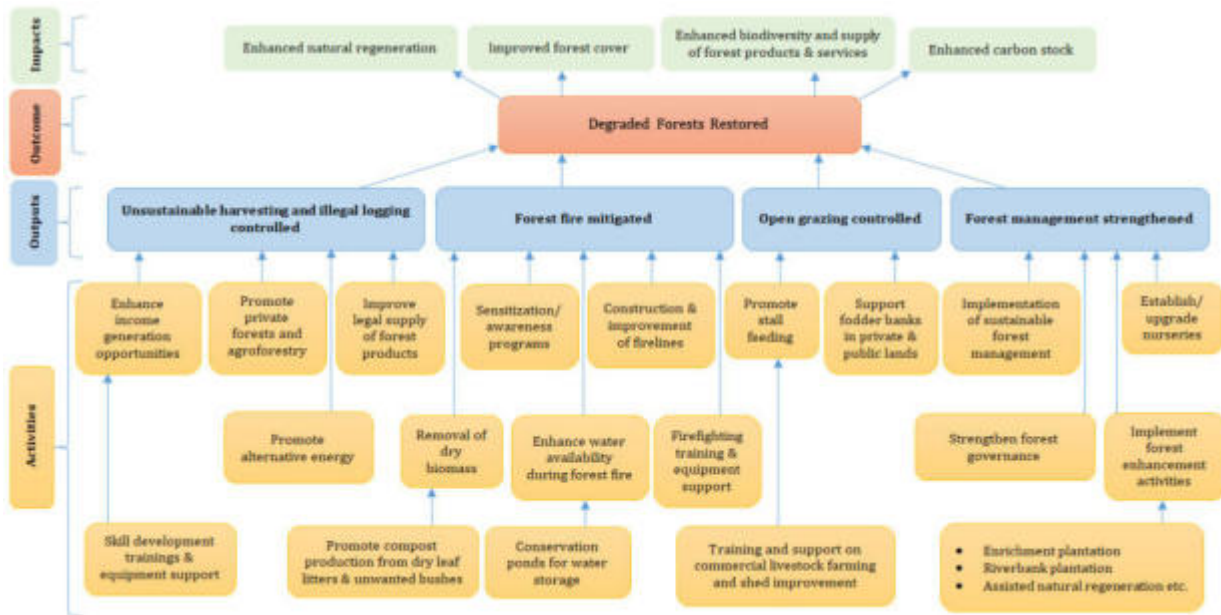 Impacts
Enhanced natural regeneration
Improved forest cover
Enhanced biodiversity and supply
of forest products & services
Enhanced carbon stock
Outcome
Degraded Forests Restored
Outputs
Unsustainable harvesting and illegal logging
controlled
Forest fire mitigated
Open grazing controlled
Forest management strengthened
Activities
Enhance
income
generation
opportunities
Promote
private
forests and
agroforestry
Improve
legal supply
of forest
products
Sensitization/
awareness
programs
Construction &
improvement
of firelines
Promote
stall
feeding
Support
fodder banks
in private &
public lands
Implementation
of sustainable
forest
management
Establish/
upgrade
nurseries
Promote
alternative energy
Removal of
dry
biomass
Enhance water
availability
during forest fire
Firefighting
training &
equipment
support
Strengthen forest
governance
Implement
forest
enhancement
activities
Skill development
trainings &
equipment support
Promote compost
production from dry leaf
litters & unwanted bushes
Conservation
ponds for water
storage
Training and support on
commercial livestock farming
and shed improvement
• Enrichment plantation
• Riverbank plantation
• Assisted natural regeneration etc.